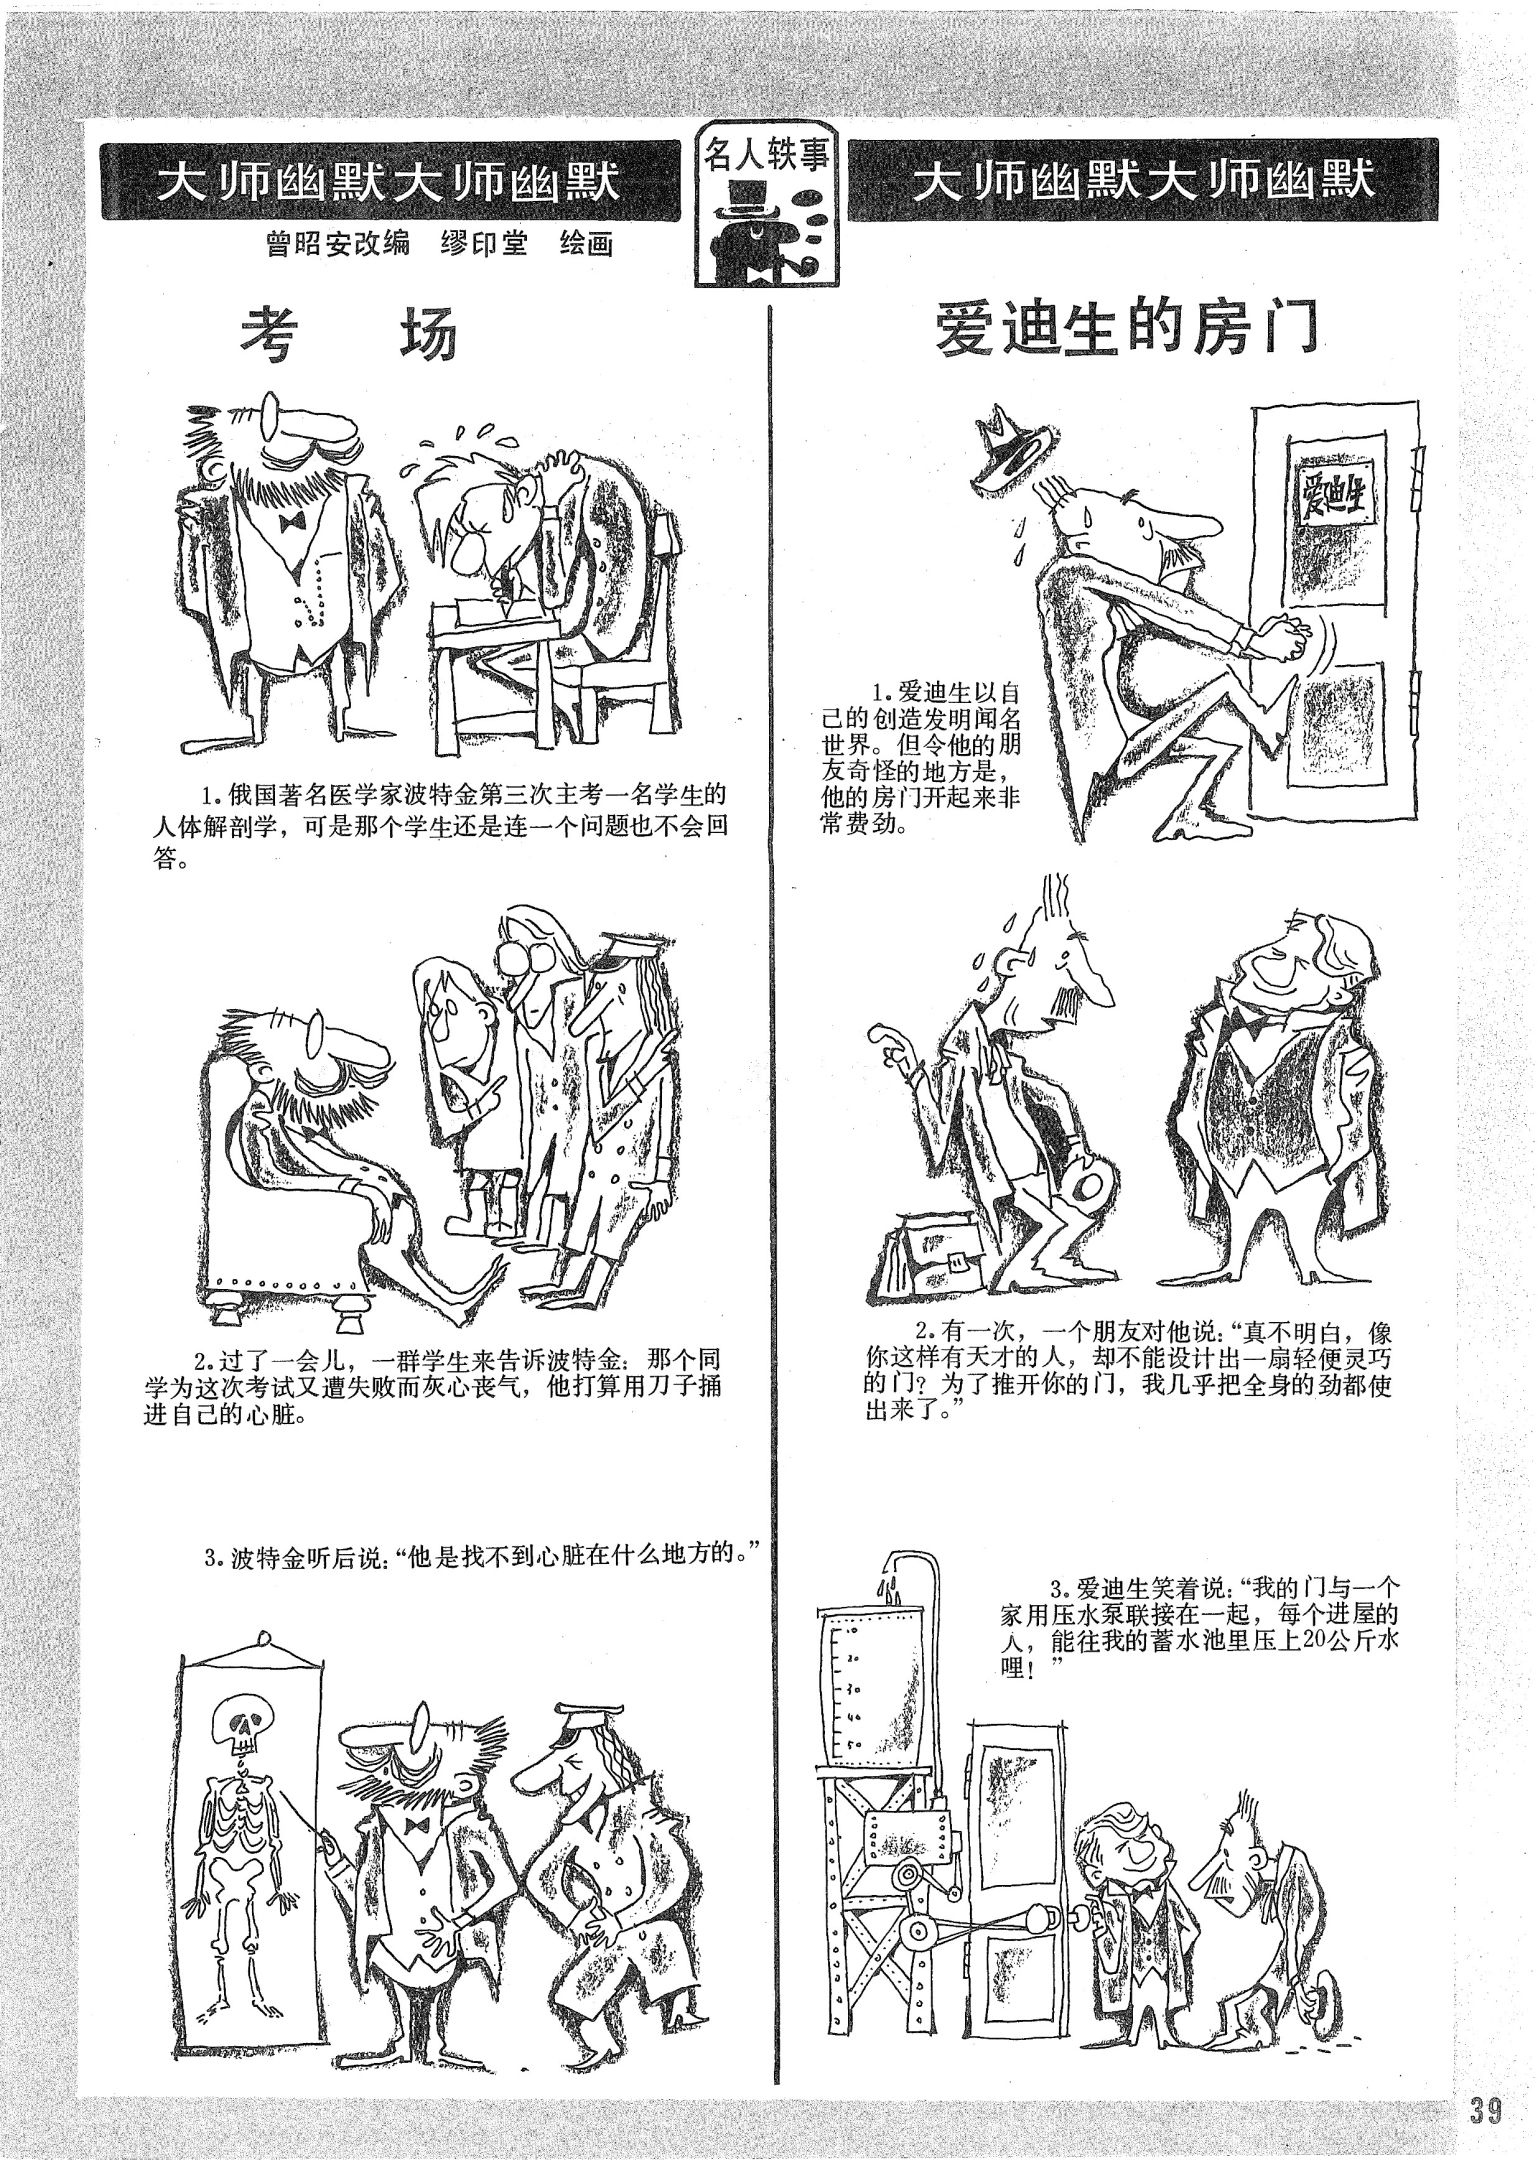 大师幽默大师幽默
名人轶事
大师幽默大师幽默
曾昭安改编 缪印堂 绘画
考 场
1.俄国著名医学家波特金第三次主考一名学生的
人体解剖学，可是那个学生还是连一个问题也不会回
答。
2.过了一会儿，一群学生来告诉波特金：那个同
学为这次考试又遭失败而灰心丧气，他打算用刀子捅
进自己的心脏。
3.波特金听后说：“他是找不到心脏在什么地方的。”
爱迪生的房门
爱迪生
1.爱迪生以自
己的创造发明闻名
世界。但令他的朋
友奇怪的地方是，
他的房门开起来非
常费劲。
2.有一次，一个朋友对他说：“真不明白，像
你这样有天才的人，却不能设计出一扇轻便灵巧
的门？为了推开你的门，我几乎把全身的劲都使
出来了。”
3.爱迪生笑着说：“我的门与一个
家用压水泵联接在一起，每个进屋的
人，能往我的蓄水池里压上20公斤水
哩！”
10
20
30
40
50
39